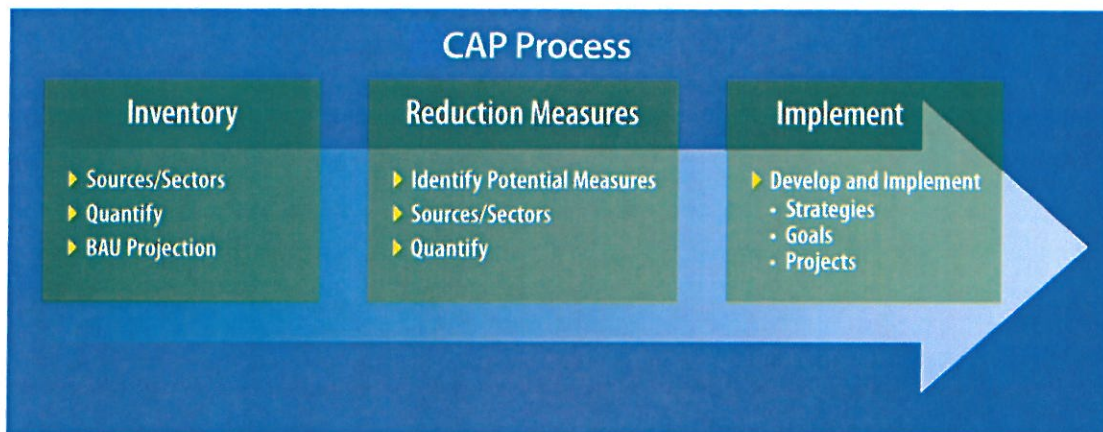 CAP Process
Inventory
Sources/Sectors
Quantify
BAU Projection
Reduction Measures
Identify Potential Measures
Sources/Sectors
Quantify
Implement
Develop and Implement
• Strategies
• Goals
• Projects